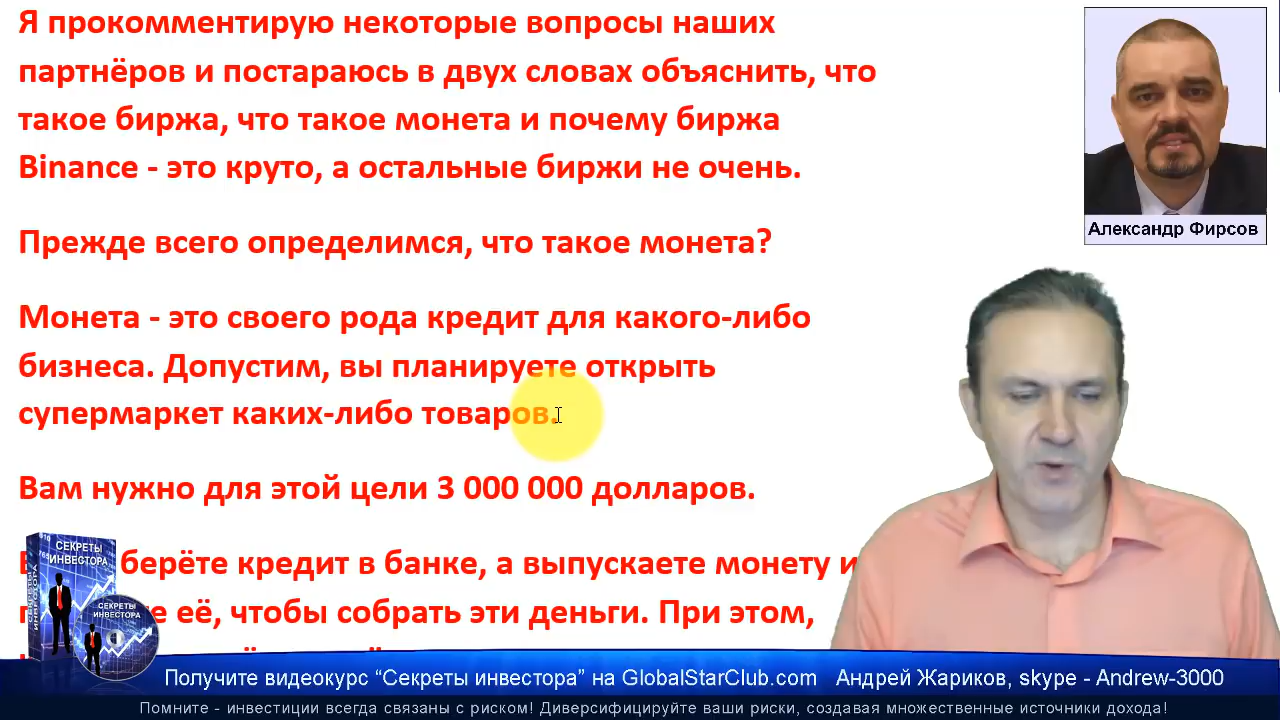 Я прокомментирую некоторые вопросы наших
партнёров и постараюсь в двух словах объяснить, что
такое биржа, что такое монета и почему биржа
Binance - это круто, а остальные биржи не очень.
Александр Фирсов
Прежде всего определимся, что такое монета?
Монета - это своего рода кредит для какого-либо
бизнеса. Допустим, вы планируете открыть
супермаркет каких-либо товаров.
Вам нужно для этой цели 3 000 000 долларов.
берёте кредит в банке, а выпускаете монету и
её, чтобы собрать эти деньги. При этом,
СЕКРЕТЫ
ИНВЕСТОРА
СЕКРЕТЫ
ИНВЕСТОРА
Получите видеокурс “Секреты инвестора” на GlobalStarClub.com Андрей Жариков, skype - Andrew-3000
Помните - инвестиции всегда связаны с риском! Диверсифицируйте ваши риски, создавая множественные источники дохода!